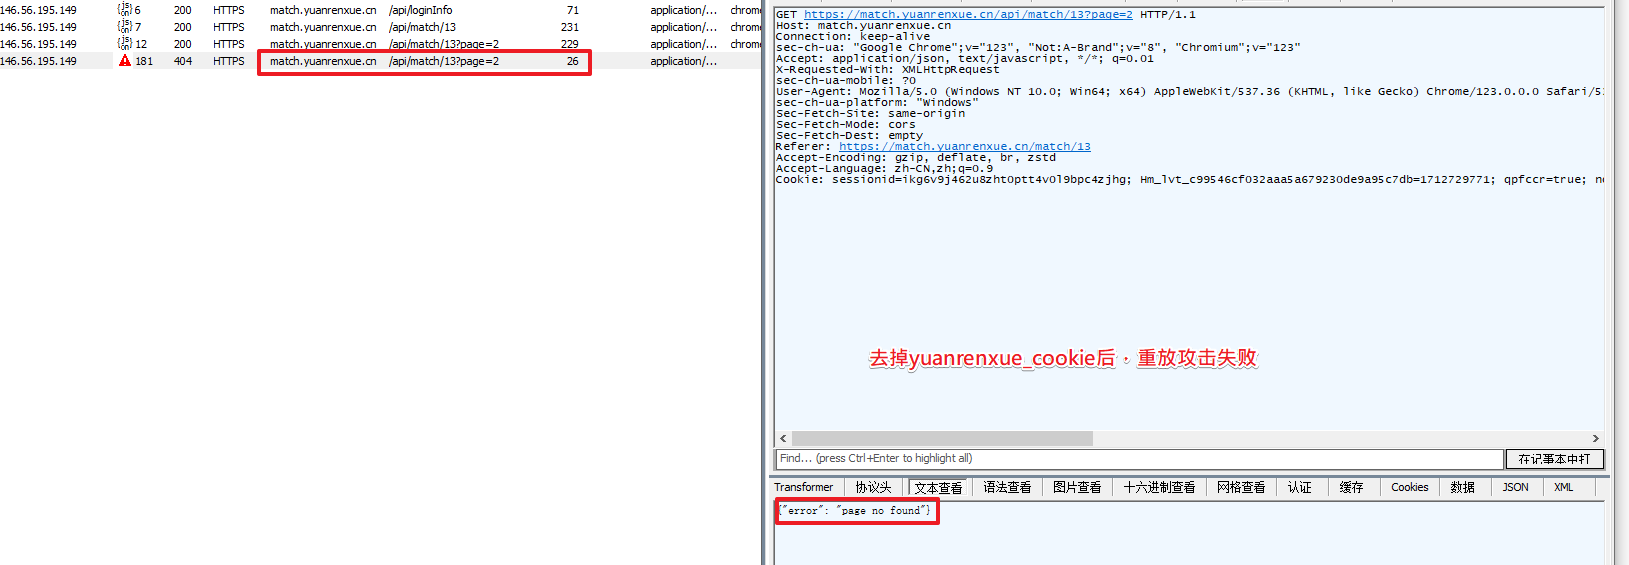 146.56.195.149 {js on} 6 200 HTTPS match.yuanrenxue.cn /api/loginInfo 71 application/... chrome
146.56.195.149 {js on} 7 200 HTTPS match.yuanrenxue.cn /api/match/13 231 application/... chrome
146.56.195.149 {js on} 12 200 HTTPS match.yuanrenxue.cn /api/match/13?page=2 229 application/... chrome
146.56.195.149 181 404 HTTPS match.yuanrenxue.cn /api/match/13?page=2 26 application/...
GET https://match.yuanrenxue.cn/api/match/13?page=2 HTTP/1.1
Host: match.yuanrenxue.cn
Connection: keep-alive
sec-ch-ua: "Google Chrome";v="123", "Not:A-Brand";v="8", "Chromium";v="123"
Accept: application/json, text/javascript, */*; q=0.01
X-Requested-With: XMLHttpRequest
sec-ch-ua-mobile: ?0
User-Agent: Mozilla/5.0 (Windows NT 10.0; Win64; x64) AppleWebKit/537.36 (KHTML, like Gecko) Chrome/123.0.0.0 Safari/53
sec-ch-ua-platform: "Windows"
Sec-Fetch-Site: same-origin
Sec-Fetch-Mode: cors
Sec-Fetch-Dest: empty
Referer: https://match.yuanrenxue.cn/match/13
Accept-Encoding: gzip, deflate, br, zstd
Accept-Language: zh-CN,zh;q=0.9
Cookie: sessionid=ikg6v9j462u8zht0ptt4v0l9bpc4zjhg; Hm_lvt_c99546cf032aaa5a679230de9a95c7db=1712729771; qpfccr=true; no
去掉yuanrenxue_cookie后，重放攻击失败
Find... (press Ctrl+Enter to highlight all) 在记事本中打
Transformer 协议头 文本查看 语法查看 图片查看 十六进制查看 网格查看 认证 缓存 Cookies 数据 JSON XML
{"error": "page no found"}